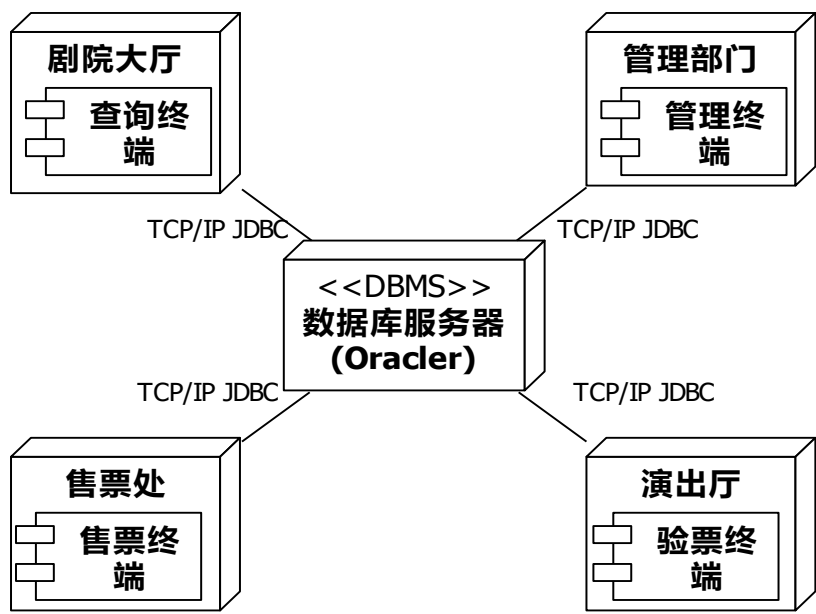 剧院大厅
查询终
端
管理部门
管理终
端
TCP/IP JDBC
TCP/IP JDBC
<<DBMS>>
数据库服务器
(Oracler)
TCP/IP JDBC
TCP/IP JDBC
售票处
售票终
端
演出厅
验票终
端